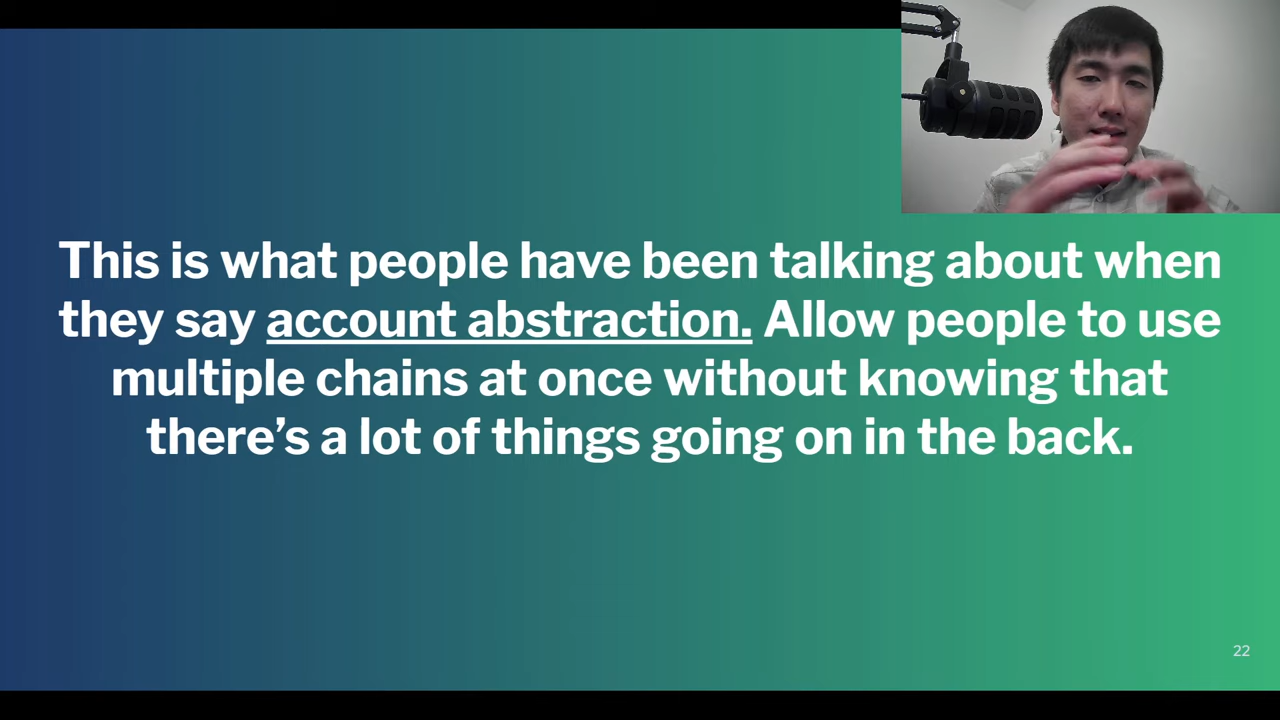 This is what people have been talking about when
they say account abstraction. Allow people to use
multiple chains at once without knowing that
there’s a lot of things going on in the back.
22